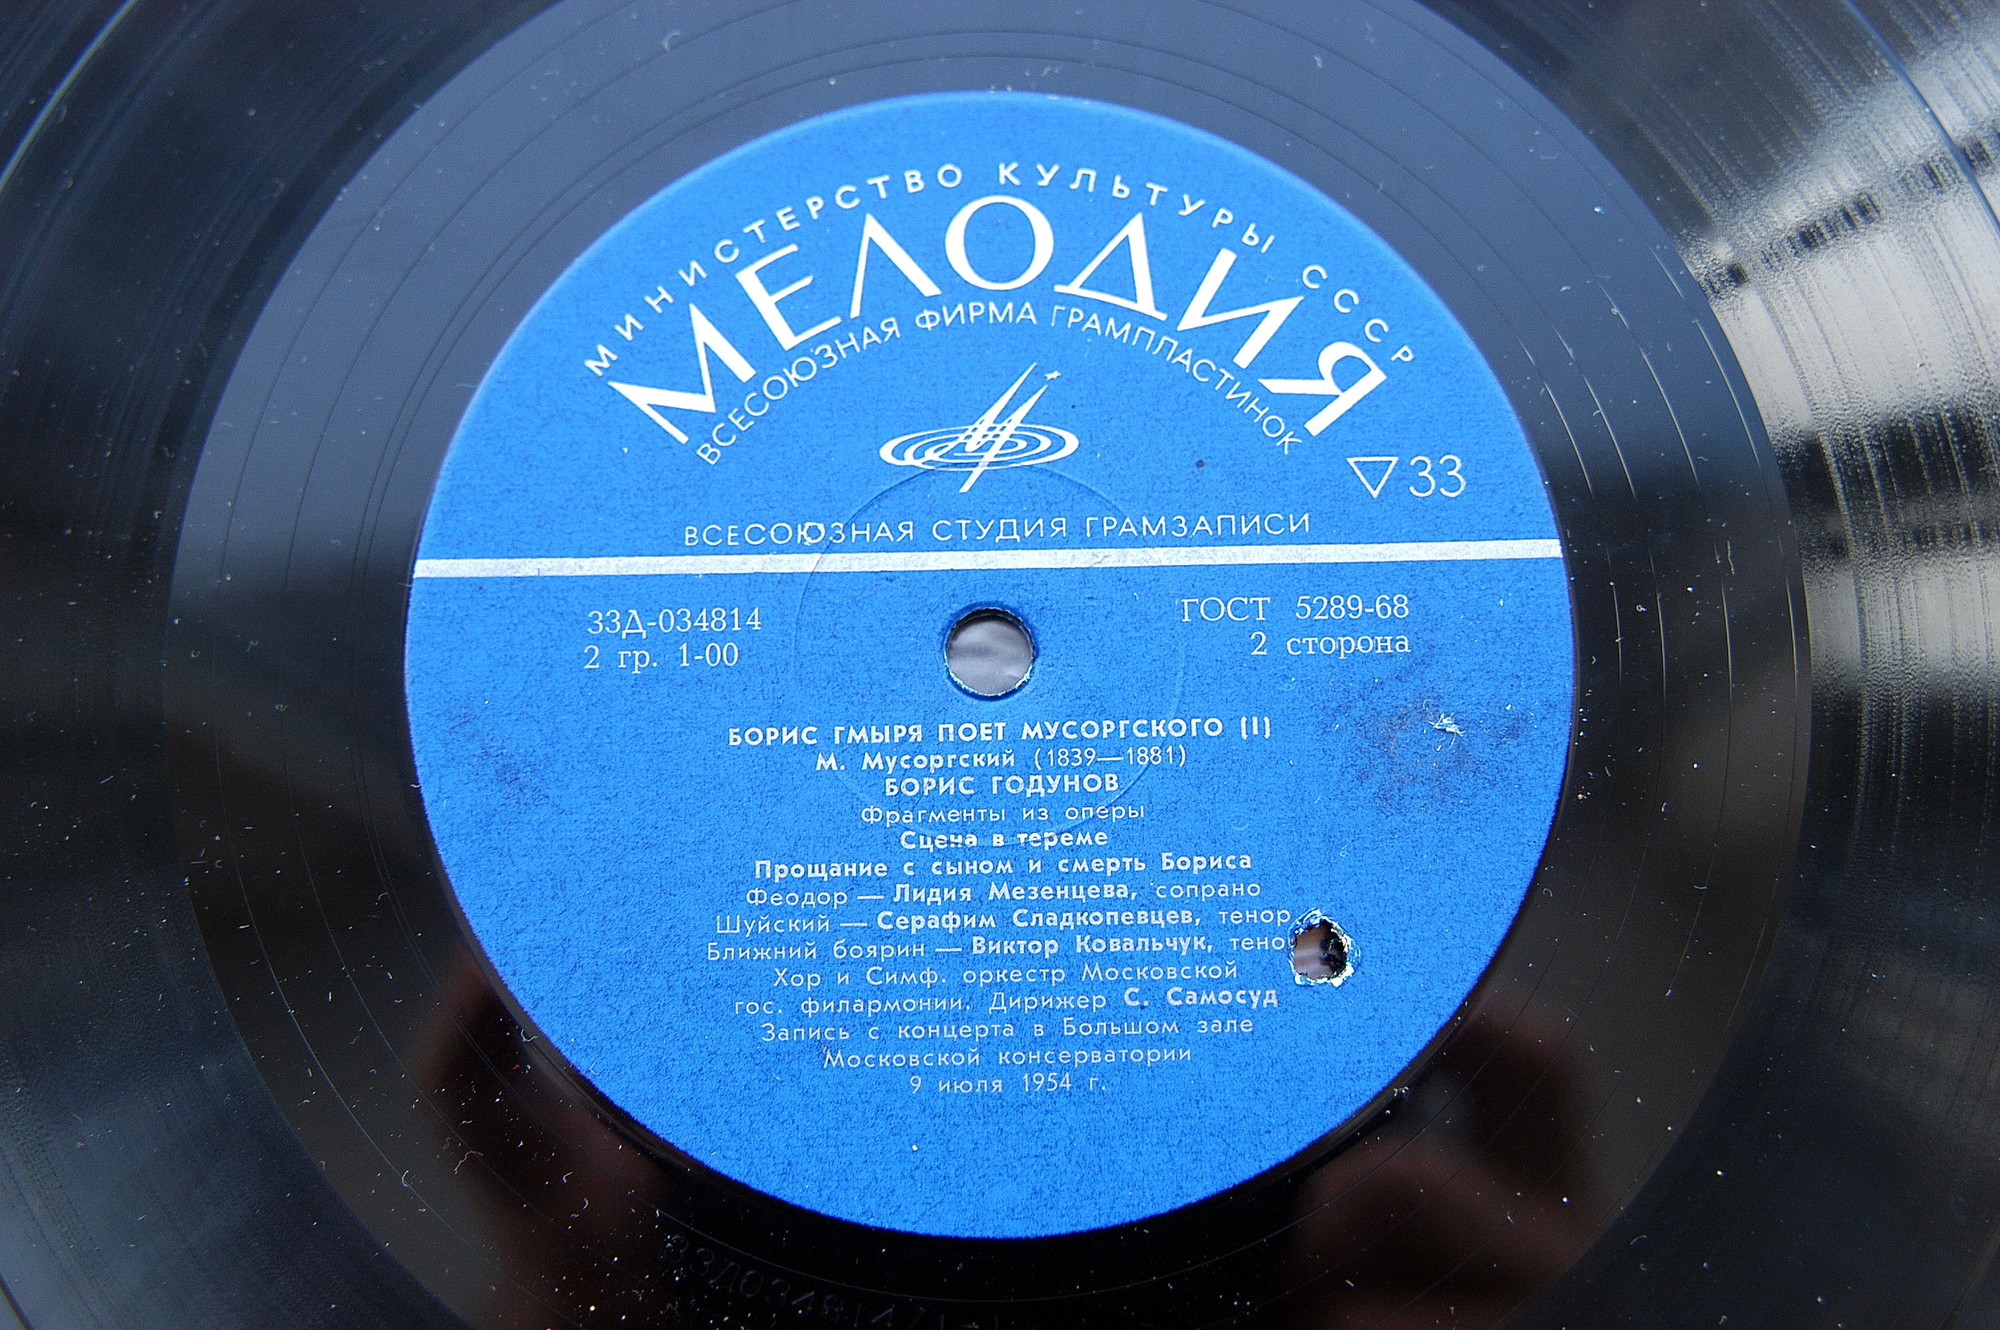 МИНИСТЕРСТВО КУЛЬТУРЫ СССР
МЕЛОДИЯ
ВСЕСОЮЗНАЯ ФИРМА ГРАМПЛАСТИНОК
33
ВСЕСОЮЗНАЯ СТУДИЯ ГРАМЗАПИСИ
33Д-034814
2 гр. 1-00
ГОСТ 5289-68
2 сторона
БОРИС ГМЫРЯ ПОЕТ МУСОРГСКОГО (I)
М. Мусоргский (1839—1881)
БОРИС ГОДУНОВ
Фрагменты из оперы
Сцена в тереме
Прощание с сыном и смерть Бориса
Феодор — Лидия Мезенцева, сопрано
Шуйский — Серафим Сладкопевцев, тенор
Ближний боярин — Виктор Ковальчук, тено
Хор и Симф. оркестр Московской
гос. филармонии. Дирижер С. Самосуд
Запись с концерта в Большом зале
Московской консерватории
9 июля 1954 г.